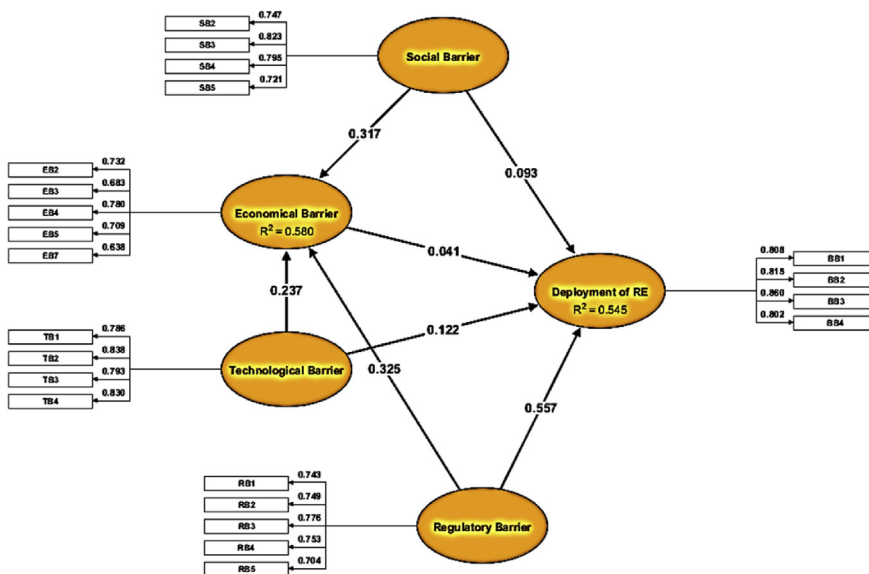 SB2
0.747
SB3
0.823
SB4
0.795
SB5
0.721
Social Barrier
0.317
0.093
EB2
0.732
EB3
0.683
EB4
0.780
EB5
0.709
EB7
0.638
Economical Barrier
R² = 0.580
0.041
BB1
0.808
BB2
0.815
BB3
0.860
BB4
0.802
Deployment of RE
R² = 0.545
0.237
0.122
TB1
0.786
TB2
0.838
TB3
0.793
TB4
0.830
Technological Barrier
0.325
0.557
RB1
0.743
RB2
0.749
RB3
0.776
RB4
0.753
RB5
0.704
Regulatory Barrier